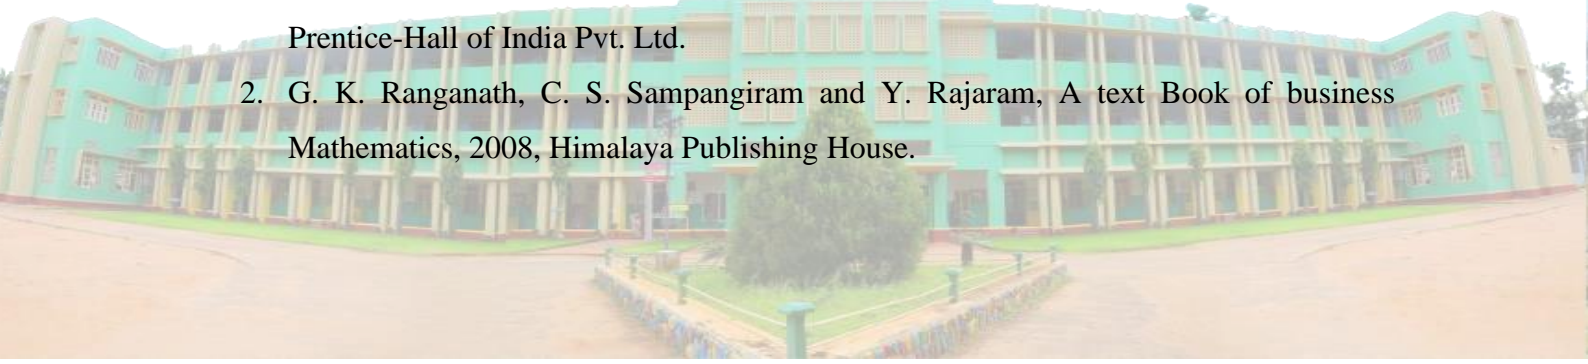 Prentice-Hall of India Pvt. Ltd.
2. G. K. Ranganath, C. S. Sampangiram and Y. Rajaram, A text Book of business
Mathematics, 2008, Himalaya Publishing House.